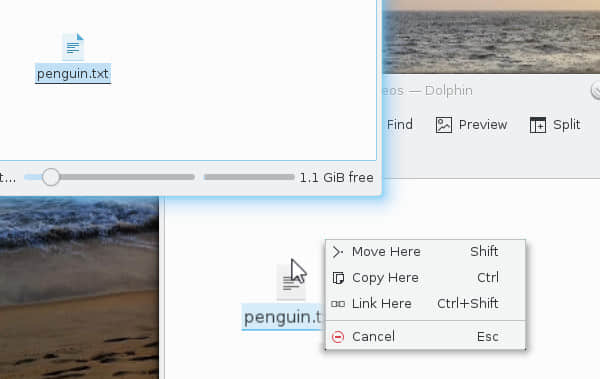 penguin.txt
eos — Dolphin
Find
Preview
Split
t...
1.1 GiB free
Move Here Shift
Copy Here Ctrl
Link Here Ctrl+Shift
penguin.t
Cancel Esc